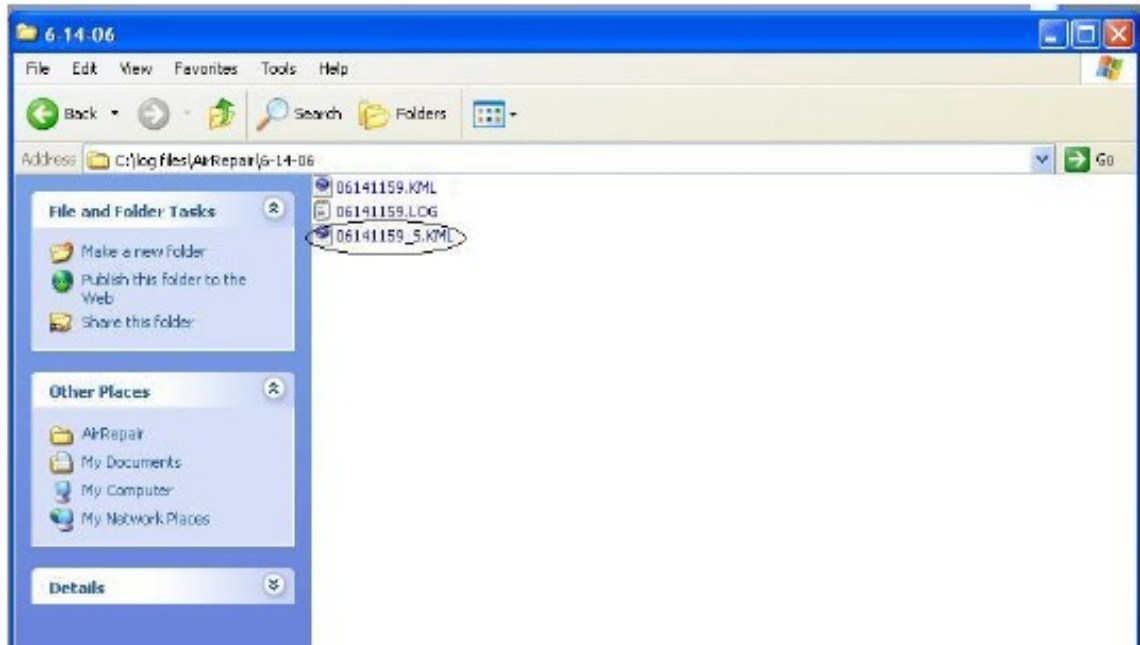 6-14-06
File Edit View Favorites Tools Help
Back Search Folders
Address C:\log files\AirRepair\6-14-06 Go
06141159.KML
06141159.LOG
06141159_5.KML
File and Folder Tasks
Make a new folder
Publish this folder to the
Web
Share this folder
Other Places
AirRepair
My Documents
My Computer
My Network Places
Details